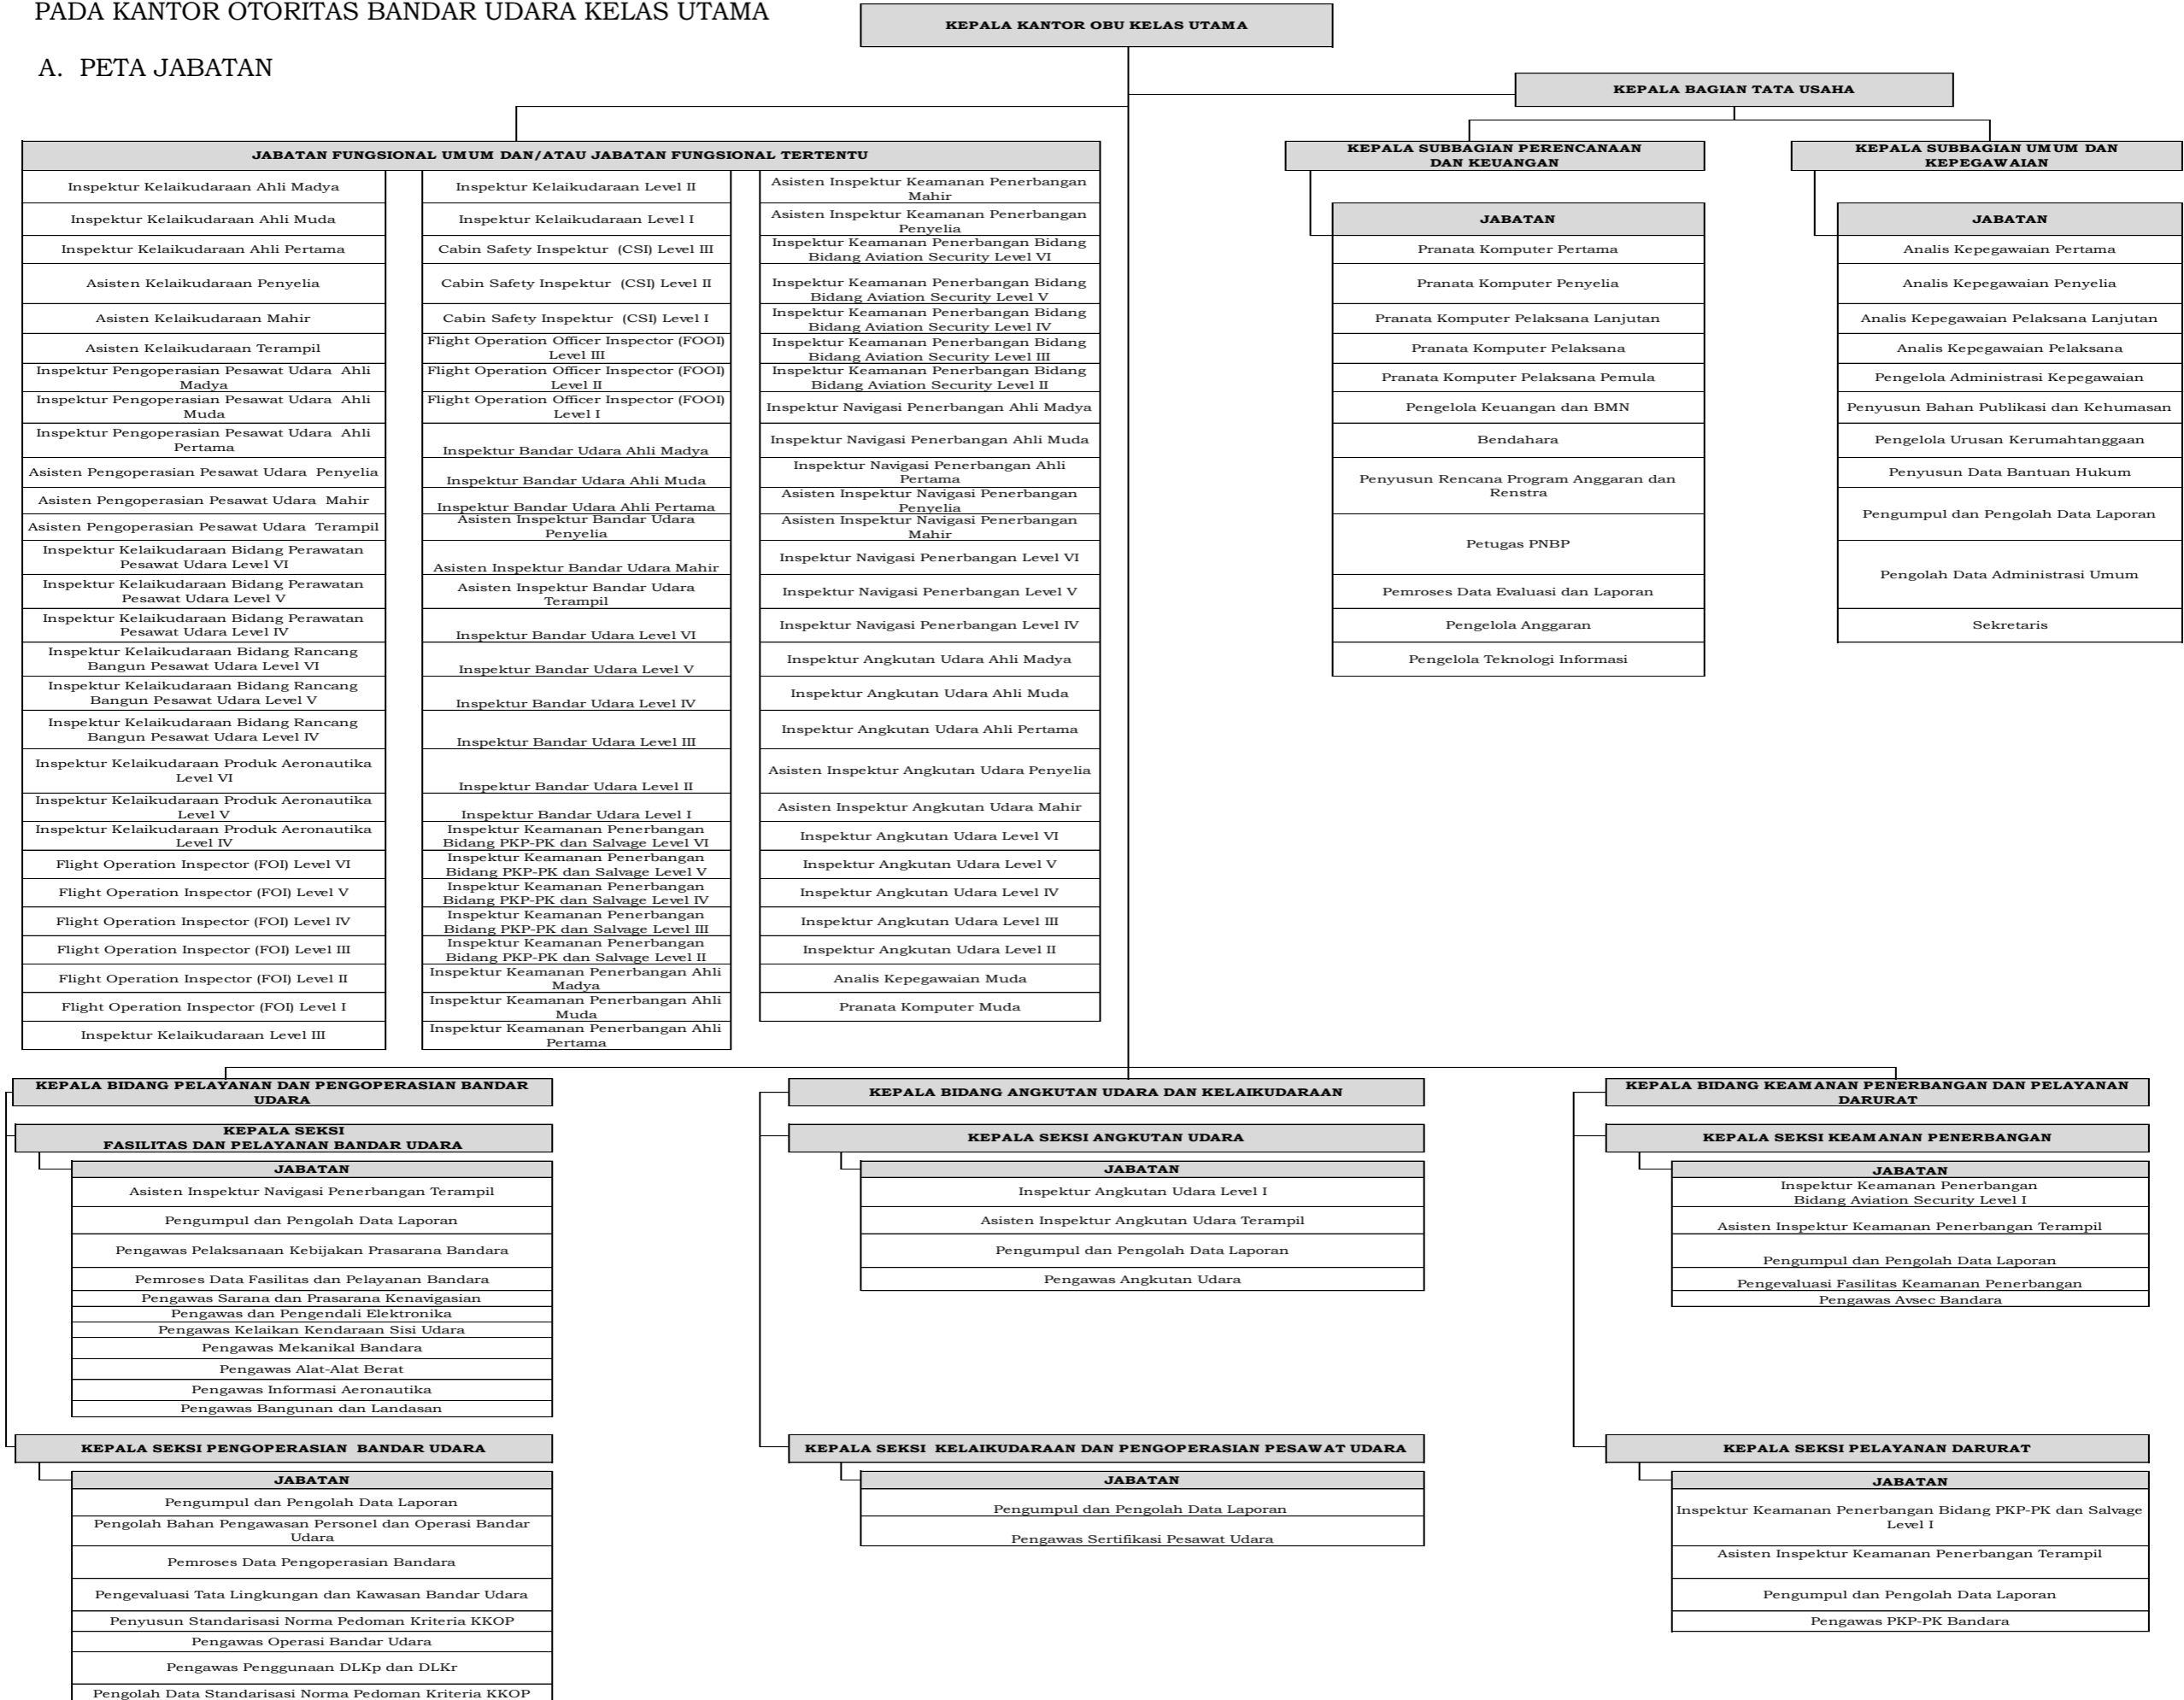 PADA KANTOR OTORITAS BANDAR UDARA KELAS UTAMA
A. PETA JABATAN
KEPALA KANTOR OBU KELAS UTAMA
KEPALA BAGIAN TATA USAHA
JABATAN FUNGSIONAL UMUM DAN/ATAU JABATAN FUNGSIONAL TERTENTU
Inspektur Kelaikudaraan Ahli Madya
Inspektur Kelaikudaraan Ahli Muda
Inspektur Kelaikudaraan Ahli Pertama
Asisten Kelaikudaraan Penyelia
Asisten Kelaikudaraan Mahir
Asisten Kelaikudaraan Terampil
Inspektur Pengoperasian Pesawat Udara Ahli
Madya
Inspektur Pengoperasian Pesawat Udara Ahli
Muda
Inspektur Pengoperasian Pesawat Udara Ahli
Pertama
Asisten Pengoperasian Pesawat Udara Penyelia
Asisten Pengoperasian Pesawat Udara Mahir
Asisten Pengoperasian Pesawat Udara Terampil
Inspektur Kelaikudaraan Bidang Perawatan
Pesawat Udara Level VI
Inspektur Kelaikudaraan Bidang Perawatan
Pesawat Udara Level V
Inspektur Kelaikudaraan Bidang Perawatan
Pesawat Udara Level IV
Inspektur Kelaikudaraan Bidang Rancang
Bangun Pesawat Udara Level VI
Inspektur Kelaikudaraan Bidang Rancang
Bangun Pesawat Udara Level V
Inspektur Kelaikudaraan Bidang Rancang
Bangun Pesawat Udara Level IV
Inspektur Kelaikudaraan Produk Aeronautika
Level VI
Inspektur Kelaikudaraan Produk Aeronautika
Level V
Inspektur Kelaikudaraan Produk Aeronautika
Level IV
Flight Operation Inspector (FOI) Level VI
Flight Operation Inspector (FOI) Level V
Flight Operation Inspector (FOI) Level IV
Flight Operation Inspector (FOI) Level III
Flight Operation Inspector (FOI) Level II
Flight Operation Inspector (FOI) Level I
Inspektur Kelaikudaraan Level III
Inspektur Kelaikudaraan Level II
Inspektur Kelaikudaraan Level I
Cabin Safety Inspektur (CSI) Level III
Cabin Safety Inspektur (CSI) Level II
Cabin Safety Inspektur (CSI) Level I
Flight Operation Officer Inspector (FOOI)
Level III
Flight Operation Officer Inspector (FOOI)
Level II
Flight Operation Officer Inspector (FOOI)
Level I
Inspektur Bandar Udara Ahli Madya
Inspektur Bandar Udara Ahli Muda
Inspektur Bandar Udara Ahli Pertama
Asisten Inspektur Bandar Udara
Penyelia
Asisten Inspektur Bandar Udara Mahir
Asisten Inspektur Bandar Udara
Terampil
Inspektur Bandar Udara Level VI
Inspektur Bandar Udara Level V
Inspektur Bandar Udara Level IV
Inspektur Bandar Udara Level III
Inspektur Bandar Udara Level II
Inspektur Bandar Udara Level I
Inspektur Keamanan Penerbangan
Bidang PKP-PK dan Salvage Level VI
Inspektur Keamanan Penerbangan
Bidang PKP-PK dan Salvage Level V
Inspektur Keamanan Penerbangan
Bidang PKP-PK dan Salvage Level IV
Inspektur Keamanan Penerbangan
Bidang PKP-PK dan Salvage Level III
Inspektur Keamanan Penerbangan
Bidang PKP-PK dan Salvage Level II
Inspektur Keamanan Penerbangan Ahli
Madya
Inspektur Keamanan Penerbangan Ahli
Muda
Inspektur Keamanan Penerbangan Ahli
Pertama
Asisten Inspektur Keamanan Penerbangan
Mahir
Asisten Inspektur Keamanan Penerbangan
Penyelia
Inspektur Keamanan Penerbangan Bidang
Bidang Aviation Security Level VI
Inspektur Keamanan Penerbangan Bidang
Bidang Aviation Security Level V
Inspektur Keamanan Penerbangan Bidang
Bidang Aviation Security Level IV
Inspektur Keamanan Penerbangan Bidang
Bidang Aviation Security Level III
Inspektur Keamanan Penerbangan Bidang
Bidang Aviation Security Level II
Inspektur Navigasi Penerbangan Ahli Madya
Inspektur Navigasi Penerbangan Ahli Muda
Inspektur Navigasi Penerbangan Ahli
Pertama
Asisten Inspektur Navigasi Penerbangan
Penyelia
Asisten Inspektur Navigasi Penerbangan
Mahir
Inspektur Navigasi Penerbangan Level VI
Inspektur Navigasi Penerbangan Level V
Inspektur Navigasi Penerbangan Level IV
Inspektur Angkutan Udara Ahli Madya
Inspektur Angkutan Udara Ahli Muda
Inspektur Angkutan Udara Ahli Pertama
Asisten Inspektur Angkutan Udara Penyelia
Asisten Inspektur Angkutan Udara Mahir
Inspektur Angkutan Udara Level VI
Inspektur Angkutan Udara Level V
Inspektur Angkutan Udara Level IV
Inspektur Angkutan Udara Level III
Inspektur Angkutan Udara Level II
Analis Kepegawaian Muda
Pranata Komputer Muda
KEPALA SUBBAGIAN PERENCANAAN
DAN KEUANGAN
JABATAN
Pranata Komputer Pertama
Pranata Komputer Penyelia
Pranata Komputer Pelaksana Lanjutan
Pranata Komputer Pelaksana
Pranata Komputer Pelaksana Pemula
Pengelola Keuangan dan BMN
Bendahara
Penyusun Rencana Program Anggaran dan
Renstra
Petugas PNBP
Pemroses Data Evaluasi dan Laporan
Pengelola Anggaran
Pengelola Teknologi Informasi
KEPALA SUBBAGIAN UMUM DAN
KEPEGAWAIAN
JABATAN
Analis Kepegawaian Pertama
Analis Kepegawaian Penyelia
Analis Kepegawaian Pelaksana Lanjutan
Analis Kepegawaian Pelaksana
Pengelola Administrasi Kepegawaian
Penyusun Bahan Publikasi dan Kehumasan
Pengelola Urusan Kerumahtanggaan
Penyusun Data Bantuan Hukum
Pengumpul dan Pengolah Data Laporan
Pengolah Data Administrasi Umum
Sekretaris
KEPALA BIDANG PELAYANAN DAN PENGOPERASIAN BANDAR
UDARA
KEPALA SEKSI
FASILITAS DAN PELAYANAN BANDAR UDARA
JABATAN
Asisten Inspektur Navigasi Penerbangan Terampil
Pengumpul dan Pengolah Data Laporan
Pengawas Pelaksanaan Kebijakan Prasarana Bandara
Pemroses Data Fasilitas dan Pelayanan Bandara
Pengawas Sarana dan Prasarana Kenavigasian
Pengawas dan Pengendali Elektronika
Pengawas Kelaikan Kendaraan Sisi Udara
Pengawas Mekanikal Bandara
Pengawas Alat-Alat Berat
Pengawas Informasi Aeronautika
Pengawas Bangunan dan Landasan
KEPALA SEKSI PENGOPERASIAN BANDAR UDARA
JABATAN
Pengumpul dan Pengolah Data Laporan
Pengolah Bahan Pengawasan Personel dan Operasi Bandar
Udara
Pemroses Data Pengoperasian Bandara
Pengevaluasi Tata Lingkungan dan Kawasan Bandar Udara
Penyusun Standarisasi Norma Pedoman Kriteria KKOP
Pengawas Operasi Bandar Udara
Pengawas Penggunaan DLKp dan DLKr
Pengolah Data Standarisasi Norma Pedoman Kriteria KKOP
KEPALA BIDANG ANGKUTAN UDARA DAN KELAIKUDARAAN
KEPALA SEKSI ANGKUTAN UDARA
JABATAN
Inspektur Angkutan Udara Level I
Asisten Inspektur Angkutan Udara Terampil
Pengumpul dan Pengolah Data Laporan
Pengawas Angkutan Udara
KEPALA SEKSI KELAIKUDARAAN DAN PENGOPERASIAN PESAWAT UDARA
JABATAN
Pengumpul dan Pengolah Data Laporan
Pengawas Sertifikasi Pesawat Udara
KEPALA BIDANG KEAMANAN PENERBANGAN DAN PELAYANAN
DARURAT
KEPALA SEKSI KEAMANAN PENERBANGAN
JABATAN
Inspektur Keamanan Penerbangan
Bidang Aviation Security Level I
Asisten Inspektur Keamanan Penerbangan Terampil
Pengumpul dan Pengolah Data Laporan
Pengevaluasi Fasilitas Keamanan Penerbangan
Pengawas Avsec Bandara
KEPALA SEKSI PELAYANAN DARURAT
JABATAN
Inspektur Keamanan Penerbangan Bidang PKP-PK dan Salvage
Level I
Asisten Inspektur Keamanan Penerbangan Terampil
Pengumpul dan Pengolah Data Laporan
Pengawas PKP-PK Bandara